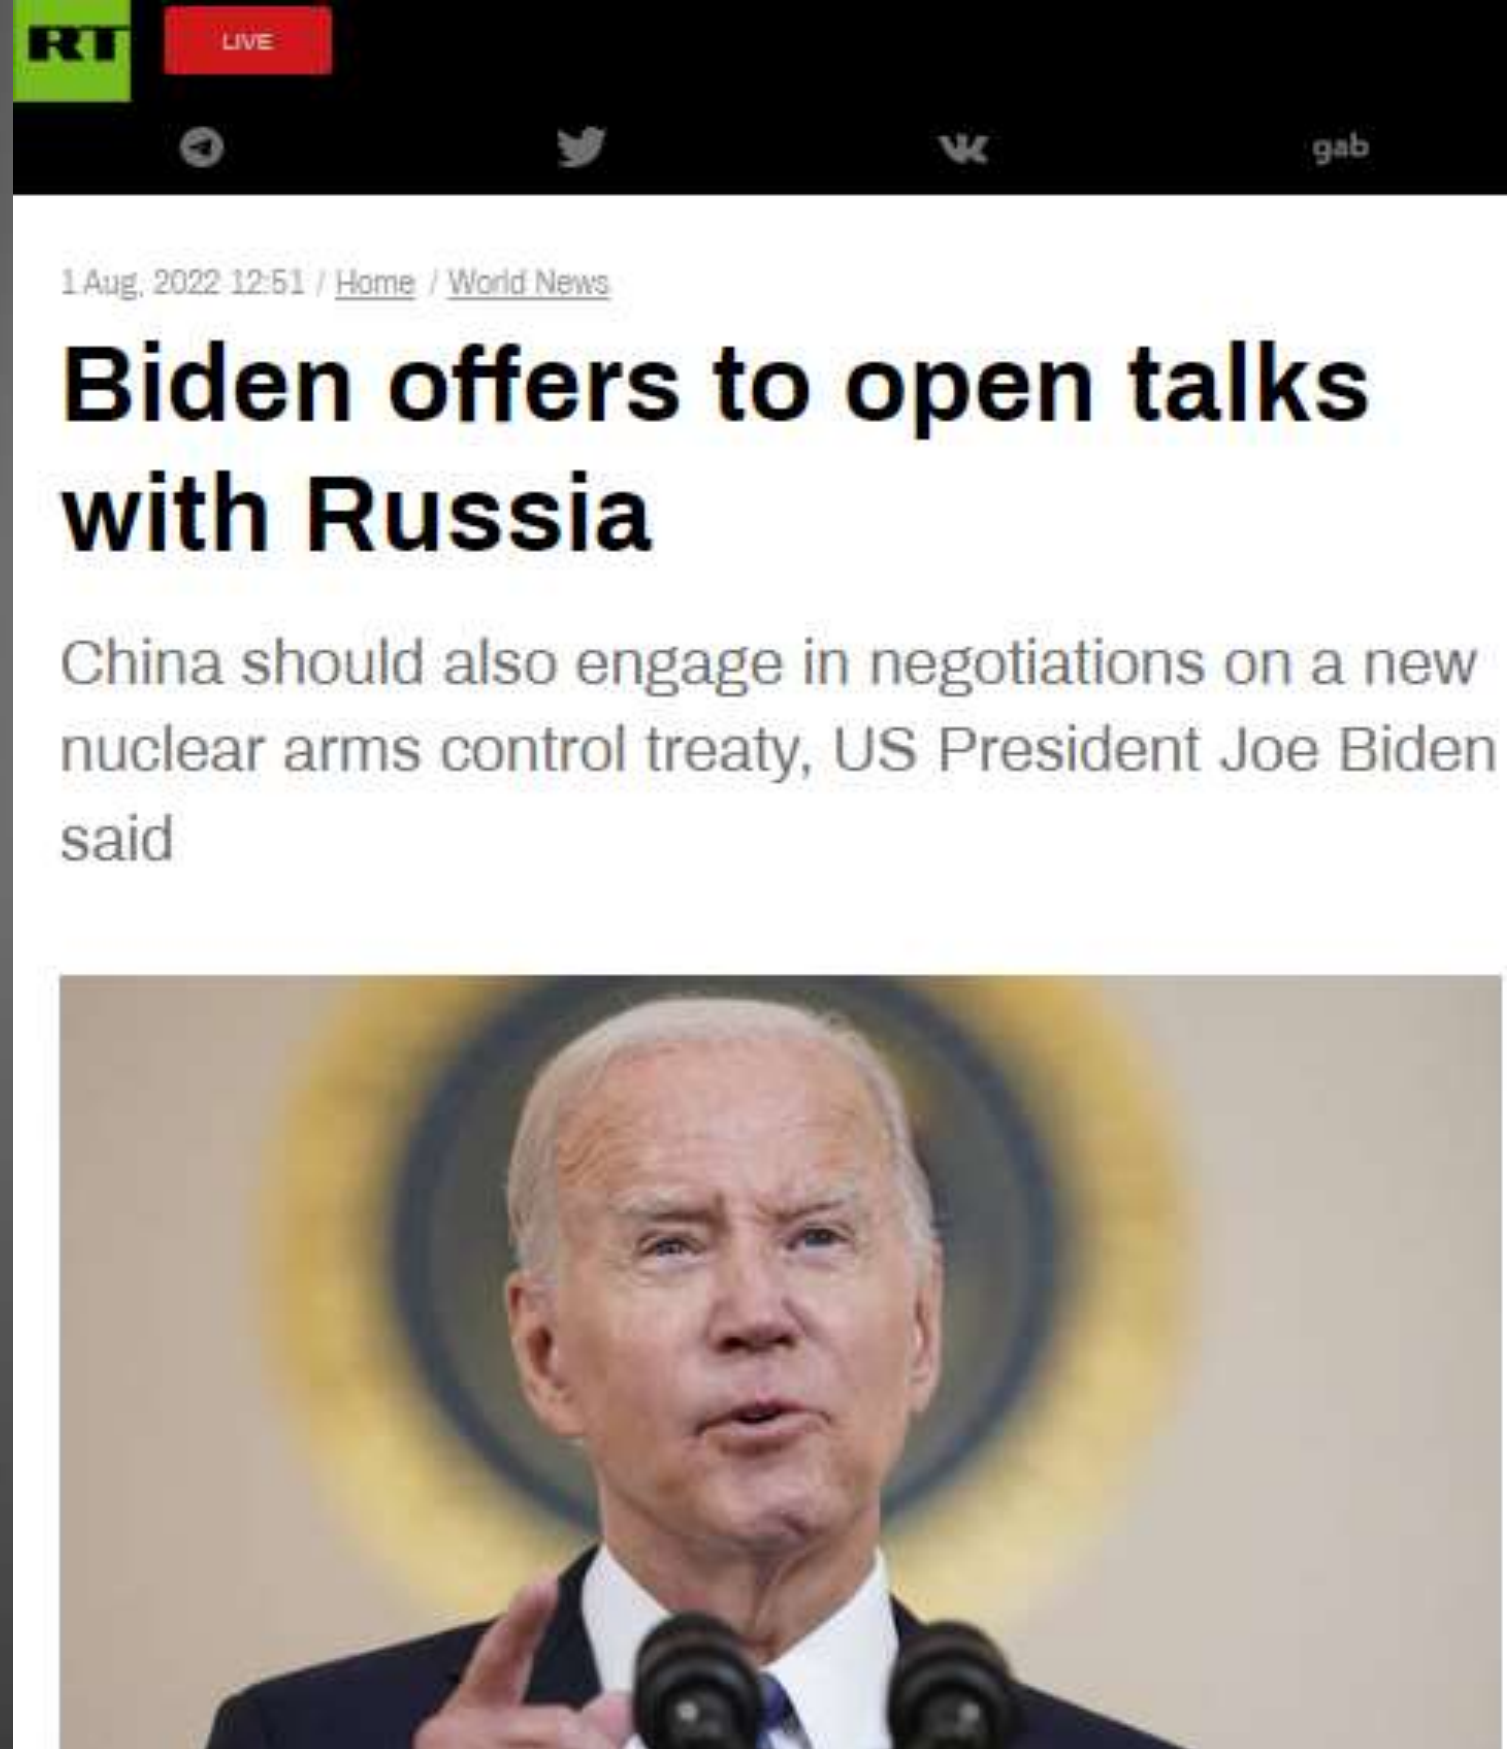 RT
LIVE
gab
1 Aug, 2022 12:51 / Home / World News
Biden offers to open talks
with Russia
China should also engage in negotiations on a new
nuclear arms control treaty, US President Joe Biden
said